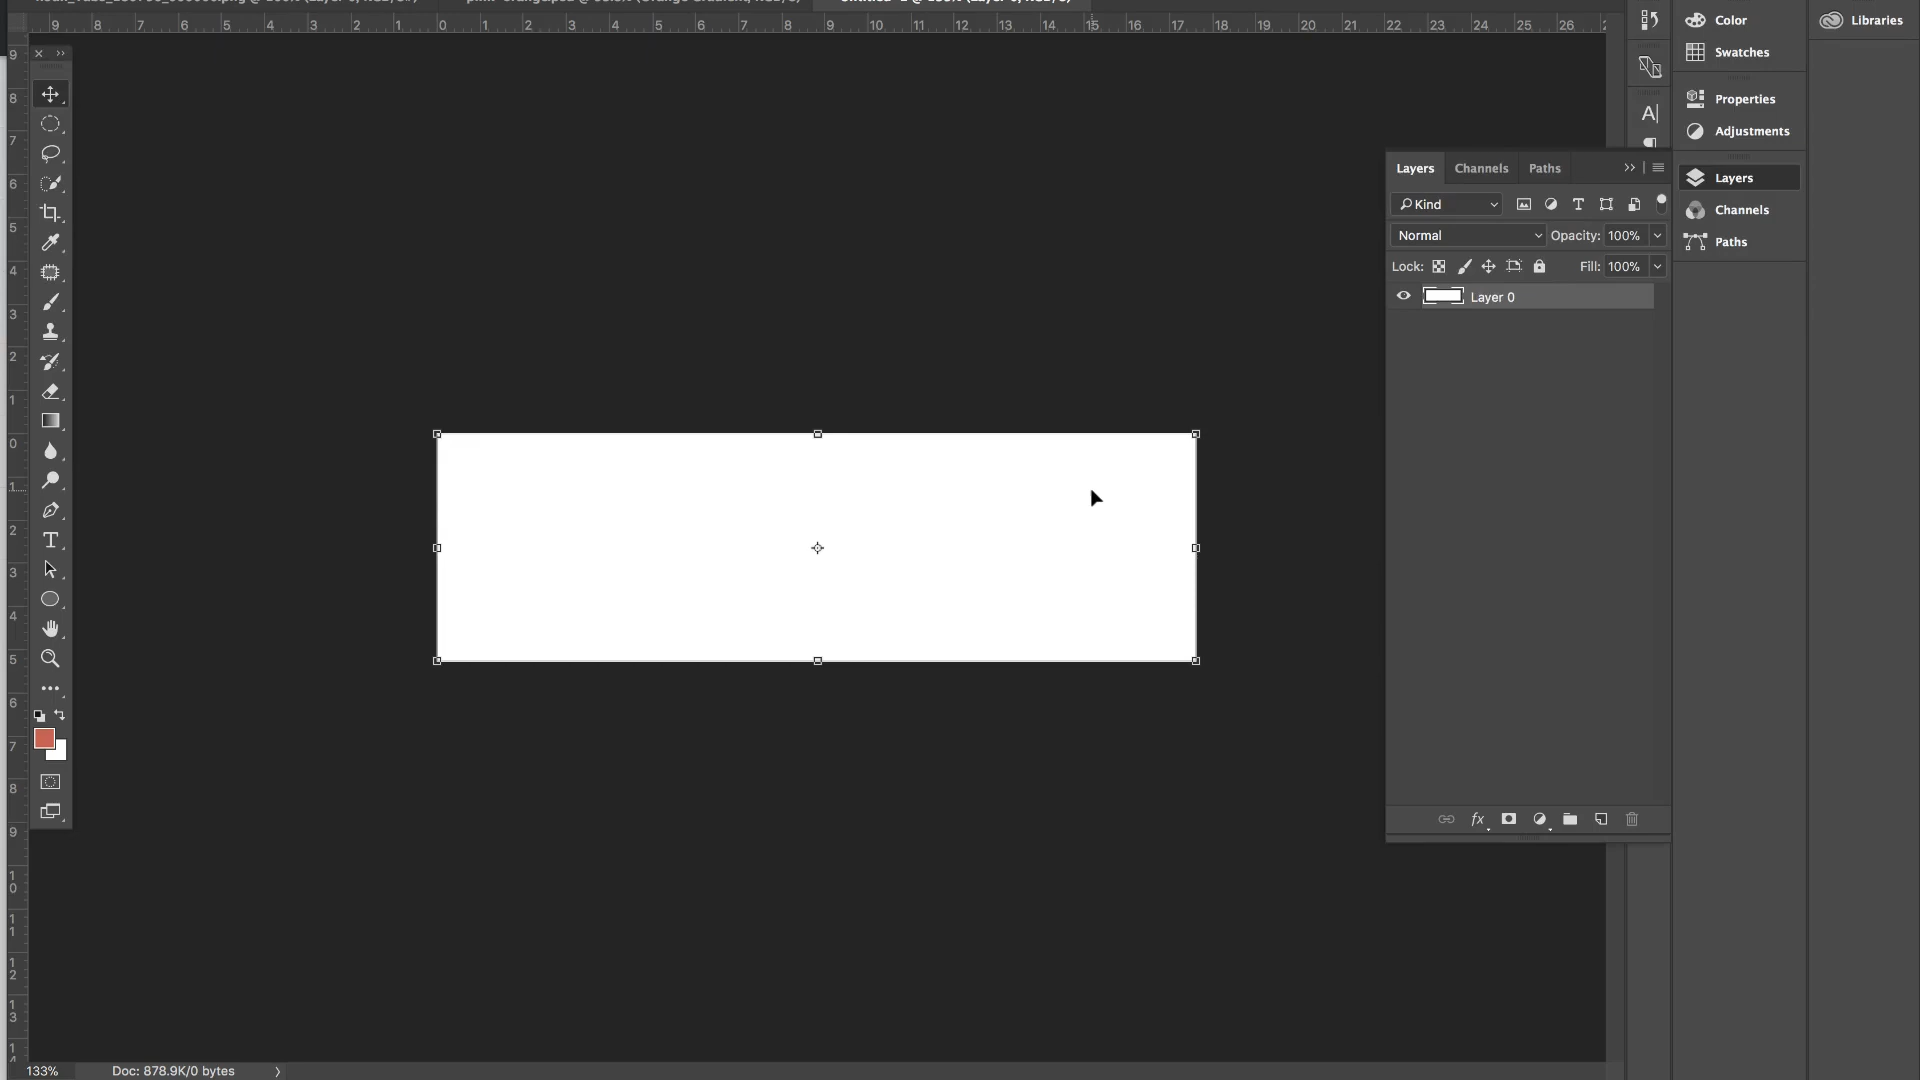 9 8 7 6 5 4 3 2 1 0 1 2 3 4 5 6 7 8 9 10 11 12 13 14 15 16 17 18 19 20 21 22 23 24 25 26
9
8
7
6
5
4
3
2
1
0
1
2
3
4
5
6
7
8
9
10
11
12
13
Color
Swatches
Properties
Adjustments
Layers
Channels
Paths
Libraries
A|
Layers Channels Paths
Kind
Normal Opacity: 100%
Lock: Fill: 100%
Layer 0
fx
T
133% Doc: 878.9K/0 bytes